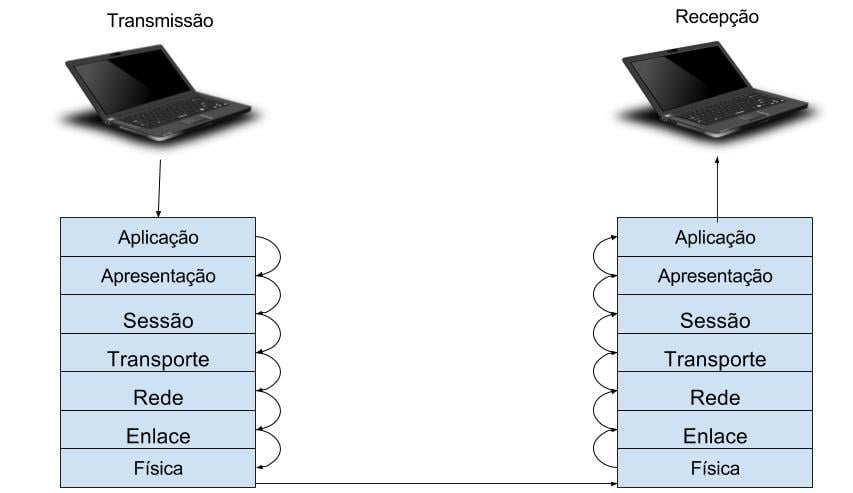 Transmissão
Recepção
Aplicação
Apresentação
Sessão
Transporte
Rede
Enlace
Física
Aplicação
Apresentação
Sessão
Transporte
Rede
Enlace
Física